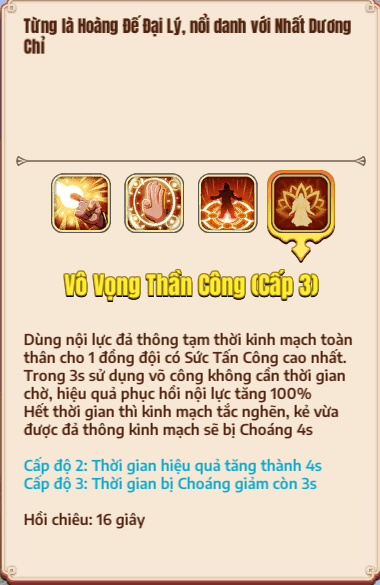 Từng là Hoàng Đế Đại Lý, nổi danh với Nhất Dương
Chỉ
Vô Vọng Thần Công (Cấp 3)
Dùng nội lực đả thông tạm thời kinh mạch toàn
thân cho 1 đồng đội có Sức Tấn Công cao nhất.
Trong 3s sử dụng võ công không cần thời gian
chờ, hiệu quả phục hồi nội lực tăng 100%
Hết thời gian thì kinh mạch tắc nghẽn, kẻ vừa
được đả thông kinh mạch sẽ bị Choáng 4s
Cấp độ 2: Thời gian hiệu quả tăng thành 4s
Cấp độ 3: Thời gian bị Choáng giảm còn 3s
Hồi chiêu: 16 giây